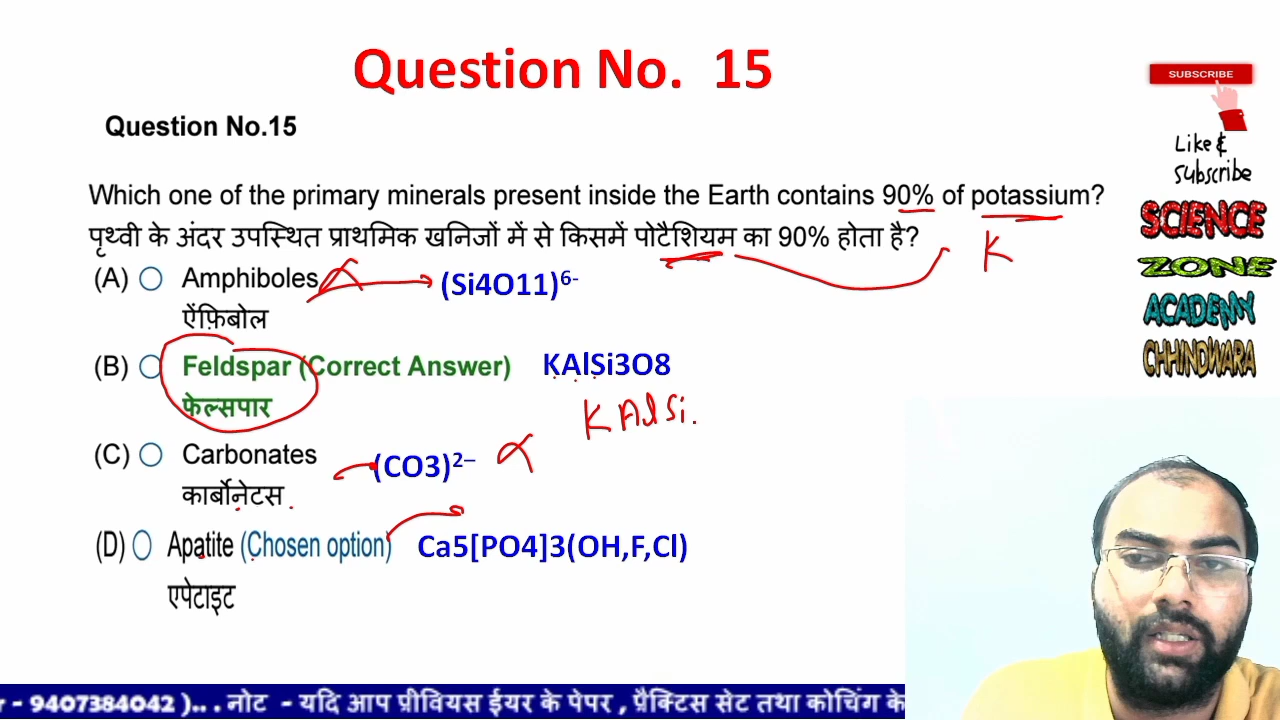 Question No. 15
SUBSCRIBE
Question No.15
Like &
Subscribe
Which one of the primary minerals present inside the Earth contains 90% of potassium?
पृथ्वी के अंदर उपस्थित प्राथमिक खनिजों में से किसमें पोटैशियम का 90% होता है?
K
SCIENCE
ZONE
ACADEMY
CHHINDWARA
(A) Amphiboles (Si4O11)6-
ऐंफ़िबोल
(B) Feldspar (Correct Answer) KAlSi3O8
फेल्सपार
K Al Si.
(C) Carbonates (CO3)2–
कार्बोनेटस
(D) Apatite (Chosen option) Ca5[PO4]3(OH,F,Cl)
एपेटाइट
r - 9407384042 ).. . नोट - यदि आप प्रीवियस ईयर के पेपर , प्रैक्टिस सेट तथा कोचिंग के